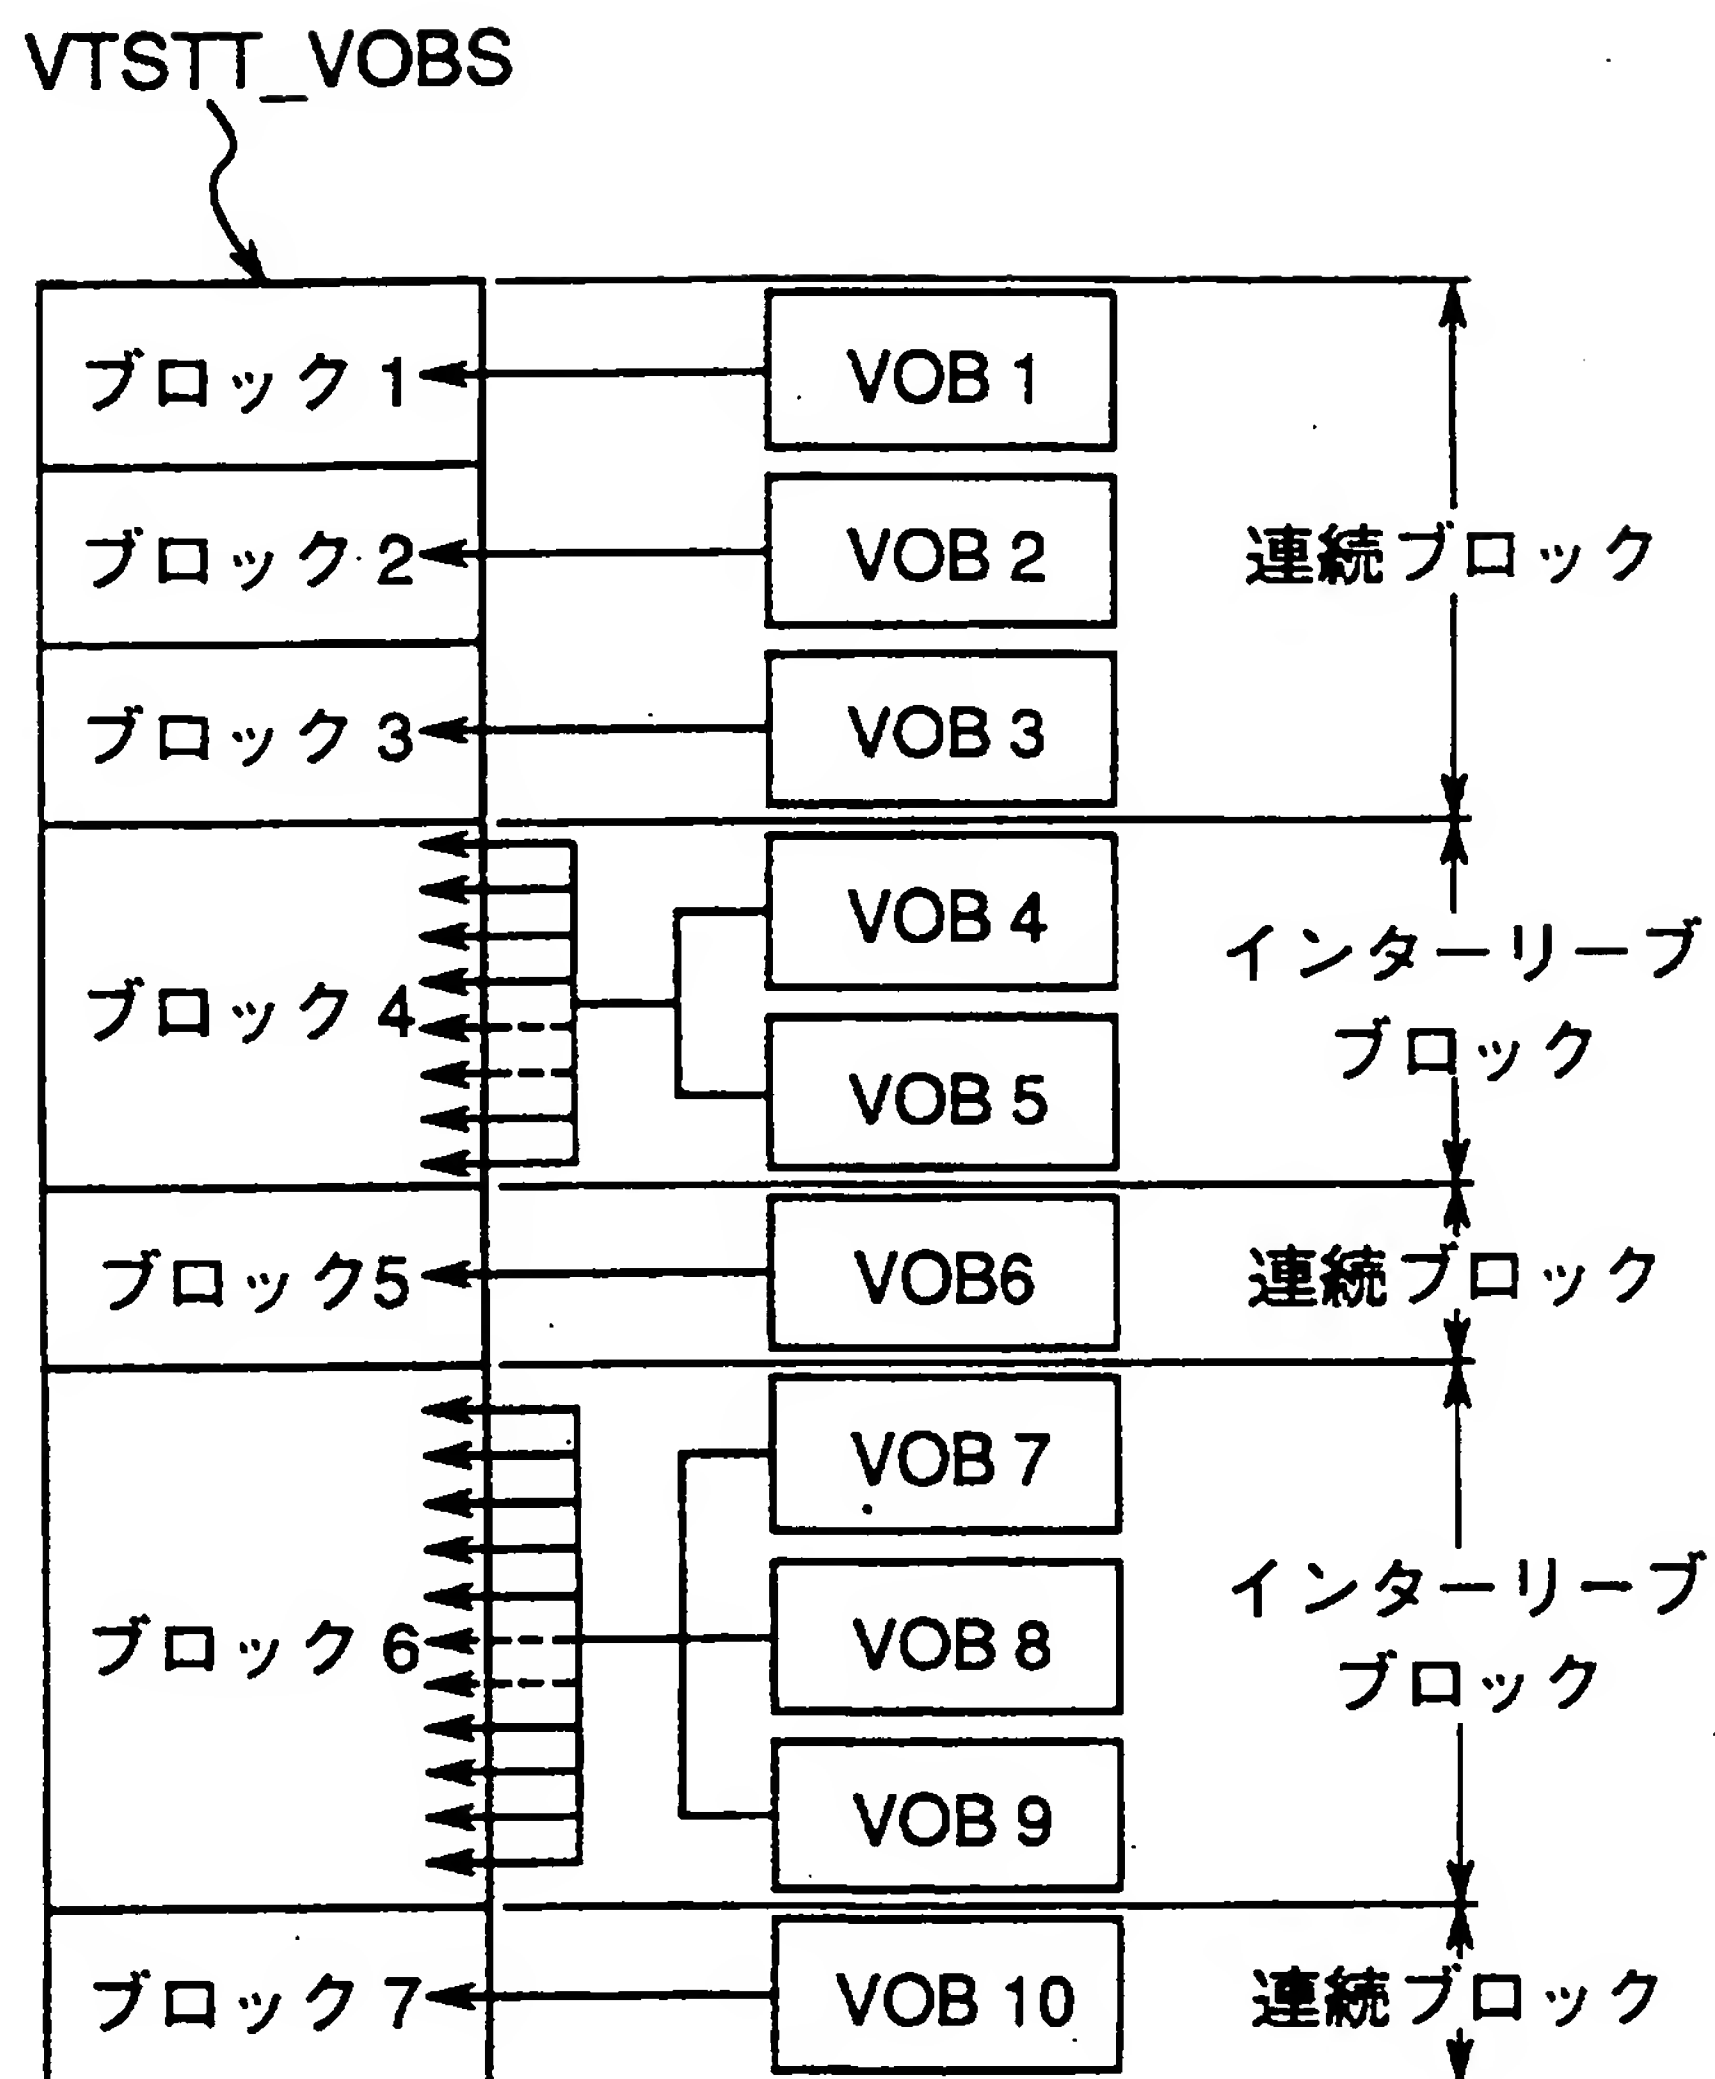 VTSTT_VOBS
ブロック 1
VOB 1
ブロック 2
VOB 2
連続ブロック
ブロック 3
VOB 3
VOB 4
インターリーブ
ブロック
ブロック 4
VOB 5
ブロック5
VOB6
連続ブロック
VOB 7
インターリーブ
ブロック
ブロック 6
VOB 8
VOB 9
ブロック 7
VOB 10
連続ブロック